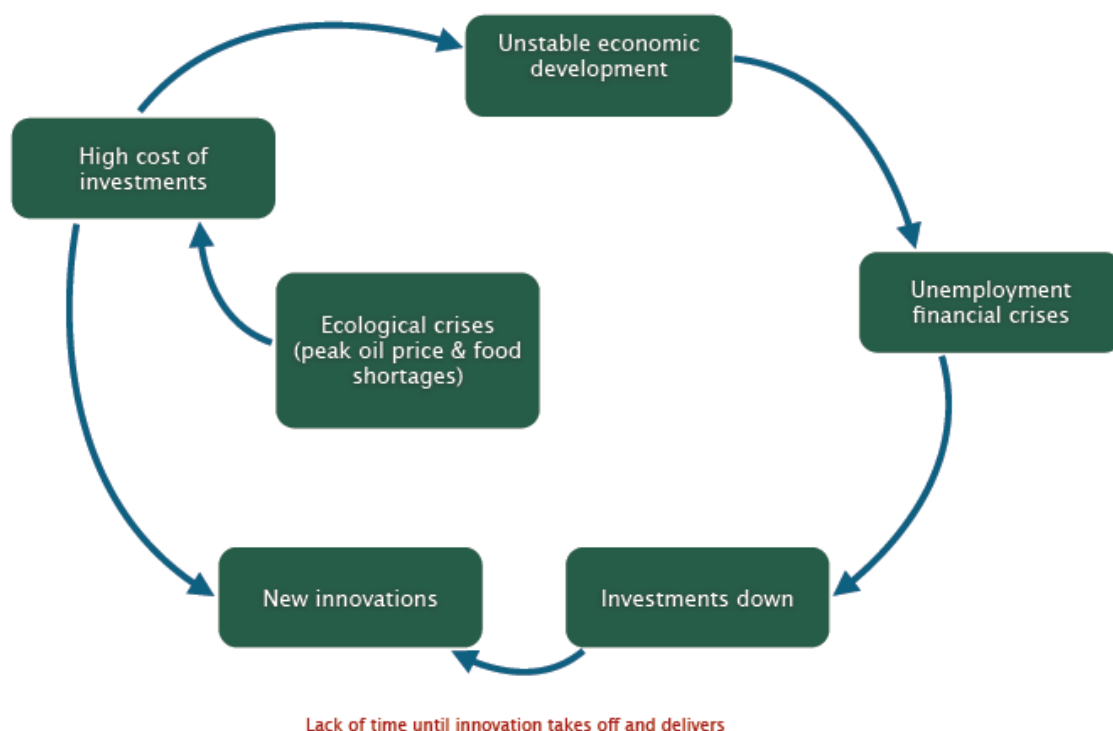 Unstable economic
development
High cost of
investments
Unemployment
financial crises
Ecological crises
(peak oil price & food
shortages)
New innovations
Investments down
Lack of time until innovation takes off and delivers